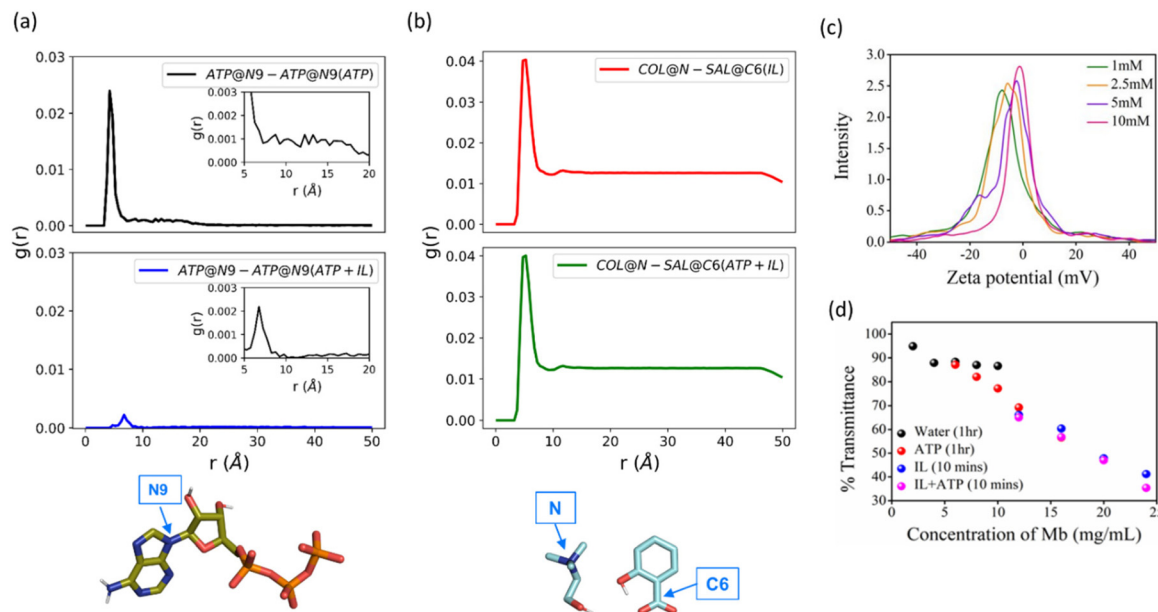 (a)
0.03
0.02
0.01
0.00
g(r)
ATP@N9 − ATP@N9(ATP)
0.003
0.002
0.001
0.000
g(r)
5 10 15 20
r (Å)
0.03
0.02
0.01
0.00
ATP@N9 − ATP@N9(ATP + IL)
0.003
0.002
0.001
0.000
g(r)
5 10 15 20
r (Å)
0 10 20 30 40 50
r (Å)
N9
(b)
0.04
0.03
0.02
0.01
0.00
g(r)
COL@N − SAL@C6(IL)
0.04
0.03
0.02
0.01
0.00
COL@N − SAL@C6(ATP + IL)
0 10 20 30 40 50
r (Å)
N
C6
(c)
3.0
2.5
2.0
1.5
1.0
0.5
0.0
Intensity
1mM
2.5mM
5mM
10mM
-40 -20 0 20 40
Zeta potential (mV)
(d)
100
90
80
70
60
50
40
30
% Transmittance
Water (1hr)
ATP (1hr)
IL (10 mins)
IL+ATP (10 mins)
0 5 10 15 20 25
Concentration of Mb (mg/mL)